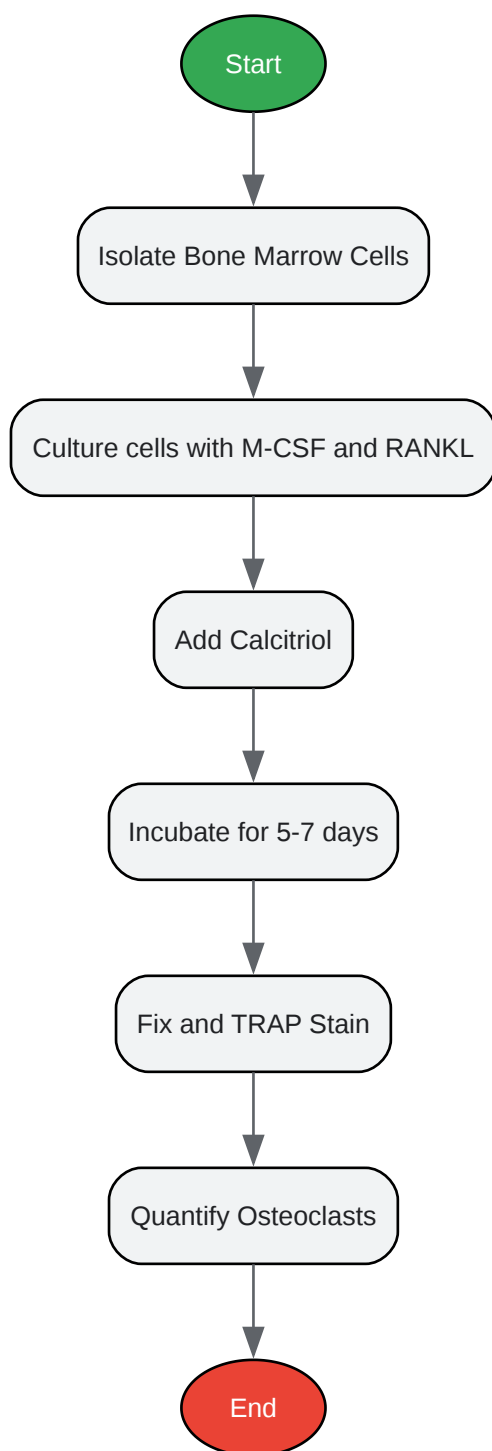 Start
Isolate Bone Marrow Cells
Culture cells with M-CSF and RANKL
Add Calcitriol
Incubate for 5-7 days
Fix and TRAP Stain
Quantify Osteoclasts
End